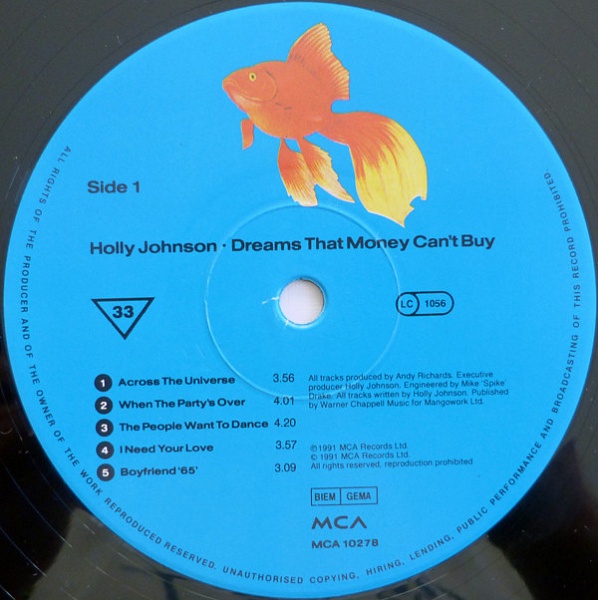 Side 1
Holly Johnson · Dreams That Money Can't Buy
33
LC 1056
1 Across The Universe 3.56
2 When The Party's Over 4.01
3 The People Want To Dance 4.20
4 I Need Your Love 3.57
5 Boyfriend '65' 3.09
All tracks produced by Andy Richards. Executive
producer Holly Johnson. Engineered by Mike 'Spike'
Drake. All tracks written by Holly Johnson. Published
by Warner Chappell Music for Mangowork Ltd.
℗1991 MCA Records Ltd.
© 1991 MCA Records Ltd.
All rights reserved, reproduction prohibited
BIEM GEMA
MCA
MCA 10278
ALL RIGHTS OF THE PRODUCER AND OF THE OWNER OF THE WORK REPRODUCED RESERVED. UNAUTHORISED COPYING, HIRING, LENDING, PUBLIC PERFORMANCE AND BROADCASTING OF THIS RECORD PROHIBITED